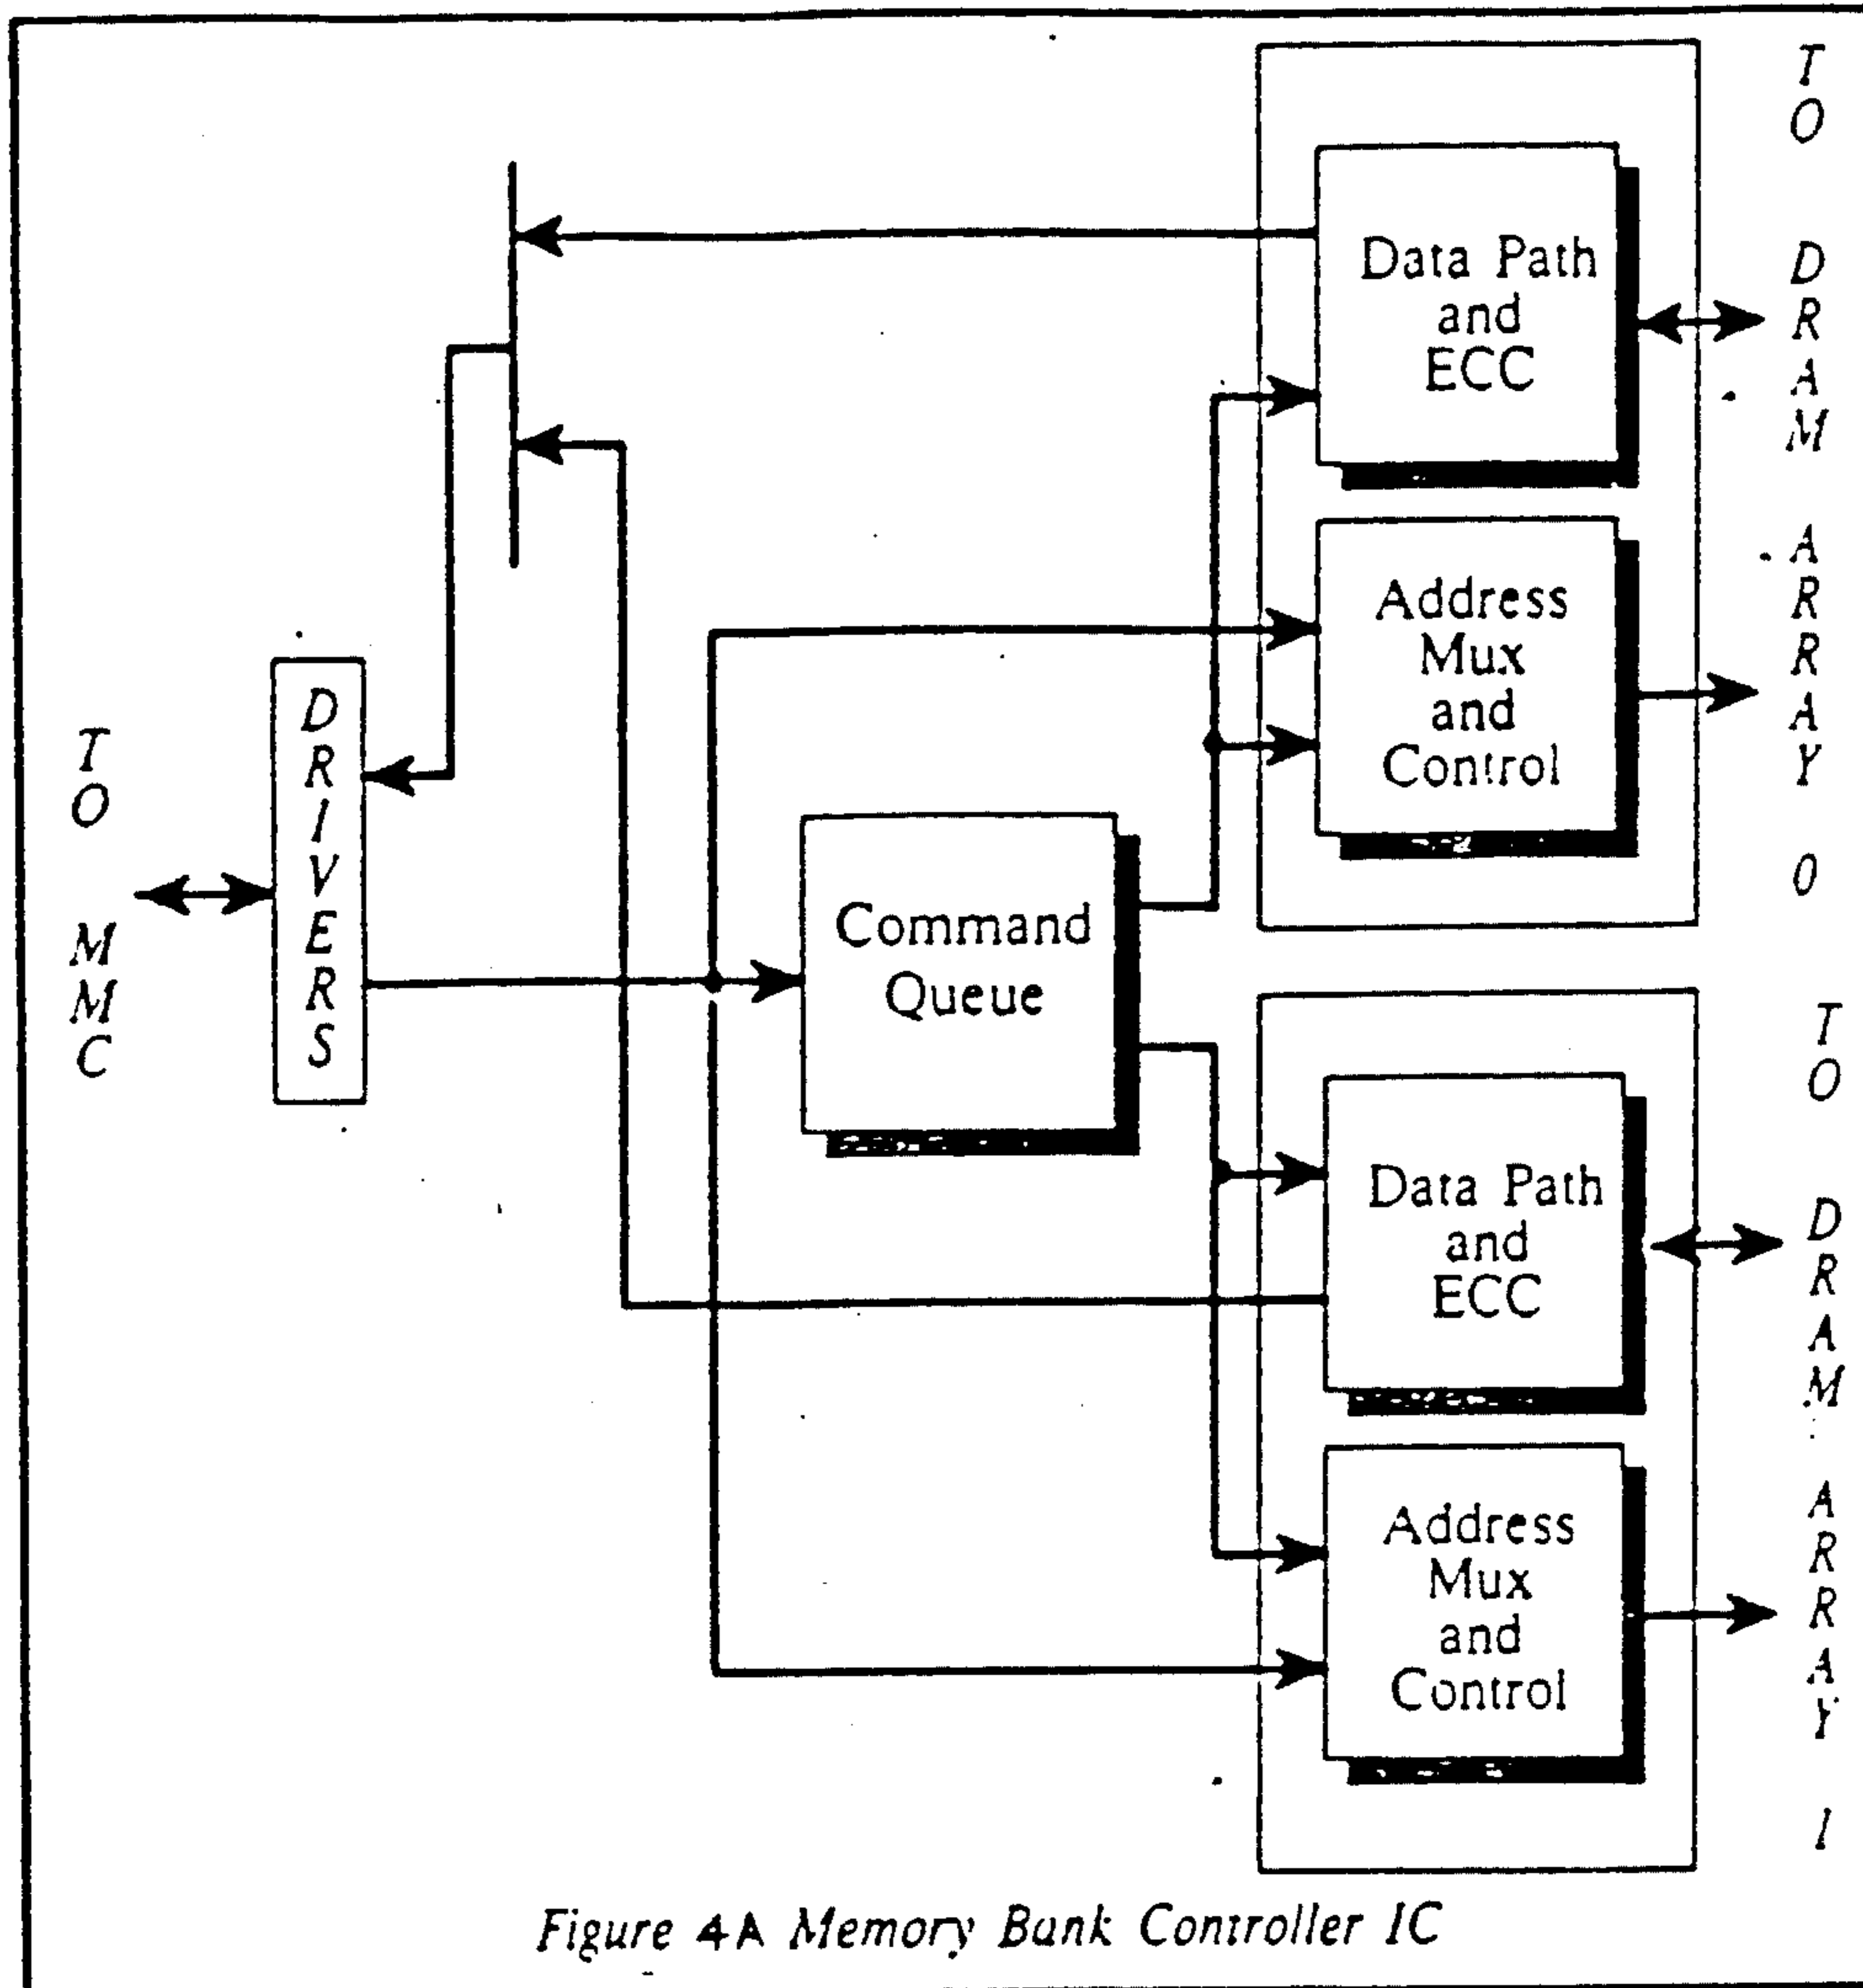 TO MMC
DRIVERS
Command
Queue
Data Path
and
ECC
Address
Mux
and
Control
TO DRAM ARRAY 0
Data Path
and
ECC
Address
Mux
and
Control
TO DRAM ARRAY 1
Figure 4A Memory Bank Controller IC